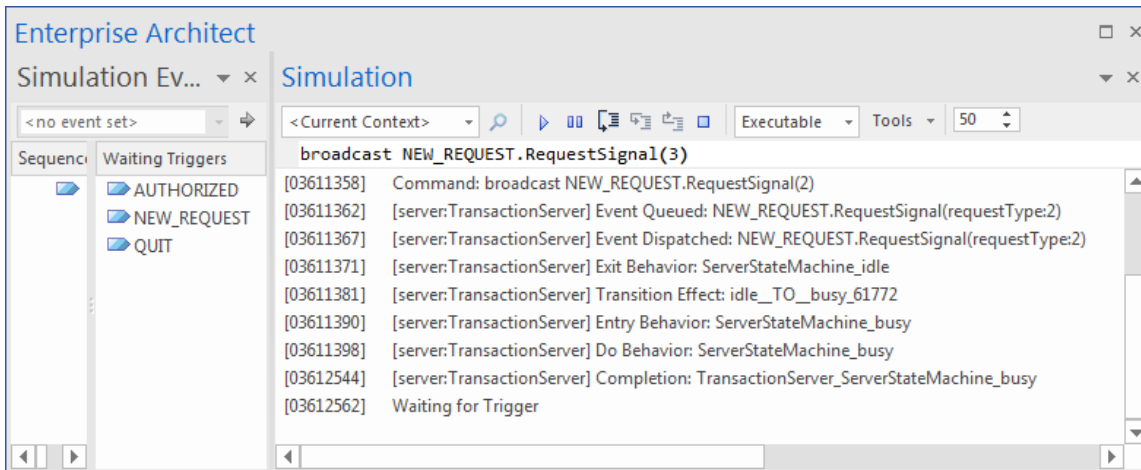 Enterprise Architect
Simulation Ev...
Simulation
<no event set>
<Current Context>
Executable
Tools
50
Sequenc
Waiting Triggers
broadcast NEW_REQUEST.RequestSignal(3)
AUTHORIZED
NEW_REQUEST
QUIT
[03611358] Command: broadcast NEW_REQUEST.RequestSignal(2)
[03611362] [server:TransactionServer] Event Queued: NEW_REQUEST.RequestSignal(requestType:2)
[03611367] [server:TransactionServer] Event Dispatched: NEW_REQUEST.RequestSignal(requestType:2)
[03611371] [server:TransactionServer] Exit Behavior: ServerStateMachine_idle
[03611381] [server:TransactionServer] Transition Effect: idle__TO__busy_61772
[03611390] [server:TransactionServer] Entry Behavior: ServerStateMachine_busy
[03611398] [server:TransactionServer] Do Behavior: ServerStateMachine_busy
[03612544] [server:TransactionServer] Completion: TransactionServer_ServerStateMachine_busy
[03612562] Waiting for Trigger